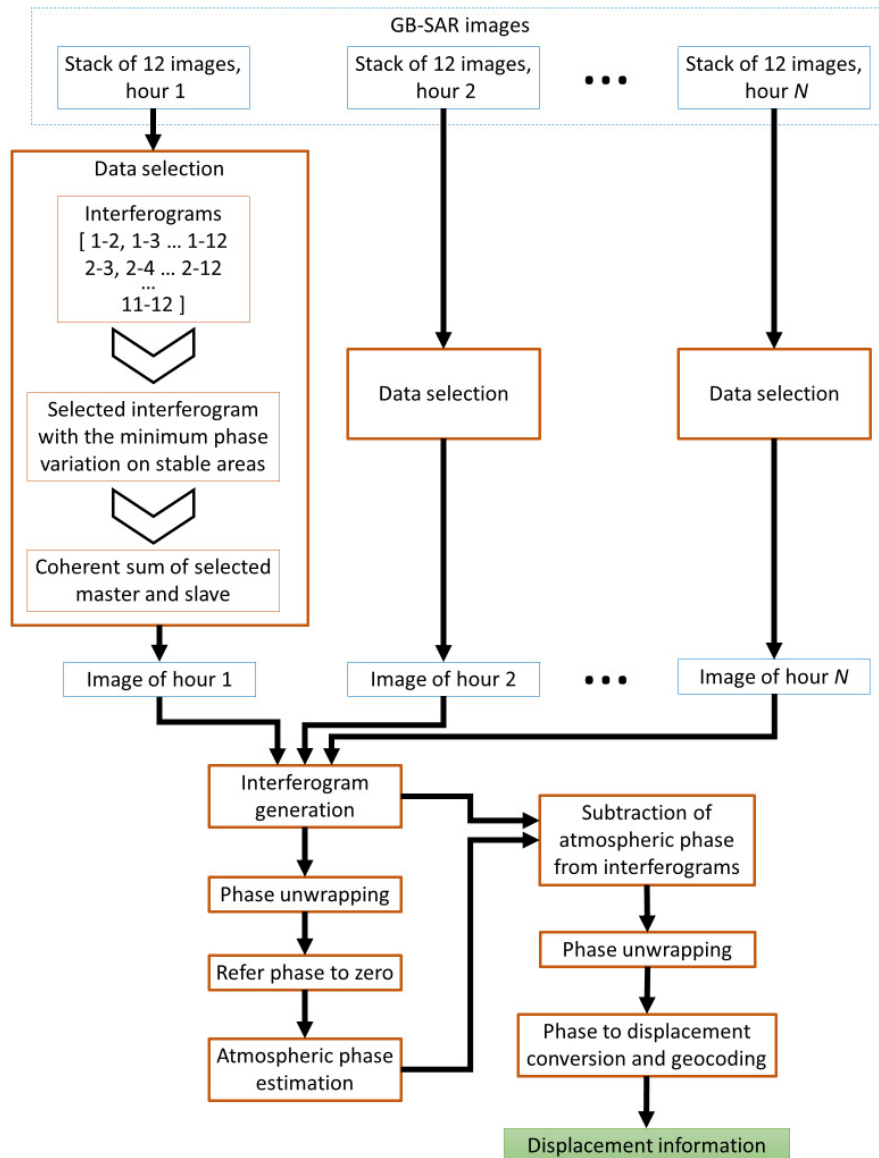 GB-SAR images
Stack of 12 images,
hour 1
Stack of 12 images,
hour 2
Stack of 12 images,
hour N
Data selection
Interferograms
[ 1-2, 1-3 ... 1-12
2-3, 2-4 ... 2-12
...
11-12 ]
Selected interferogram
with the minimum phase
variation on stable areas
Coherent sum of selected
master and slave
Data selection
Data selection
Image of hour 1
Image of hour 2
Image of hour N
Interferogram
generation
Phase unwrapping
Refer phase to zero
Atmospheric phase
estimation
Subtraction of
atmospheric phase
from interferograms
Phase unwrapping
Phase to displacement
conversion and geocoding
Displacement information